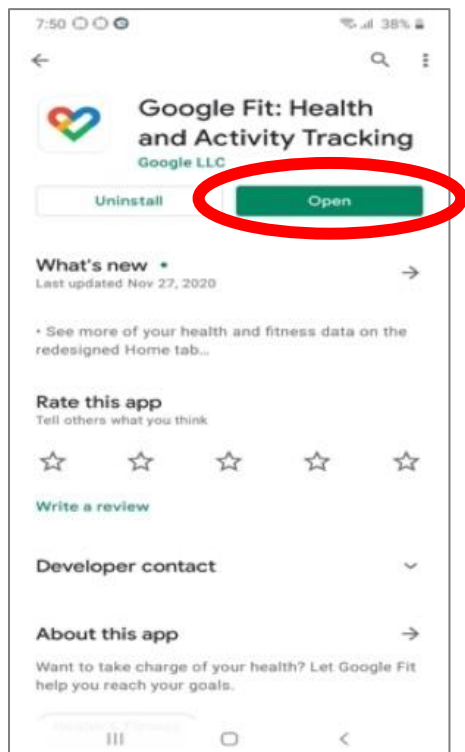 7:50 38%
Google Fit: Health
and Activity Tracking
Google LLC
Uninstall Open
What's new •
Last updated Nov 27, 2020
• See more of your health and fitness data on the
redesigned Home tab...
Rate this app
Tell others what you think
Write a review
Developer contact
About this app
Want to take charge of your health? Let Google Fit
help you reach your goals.